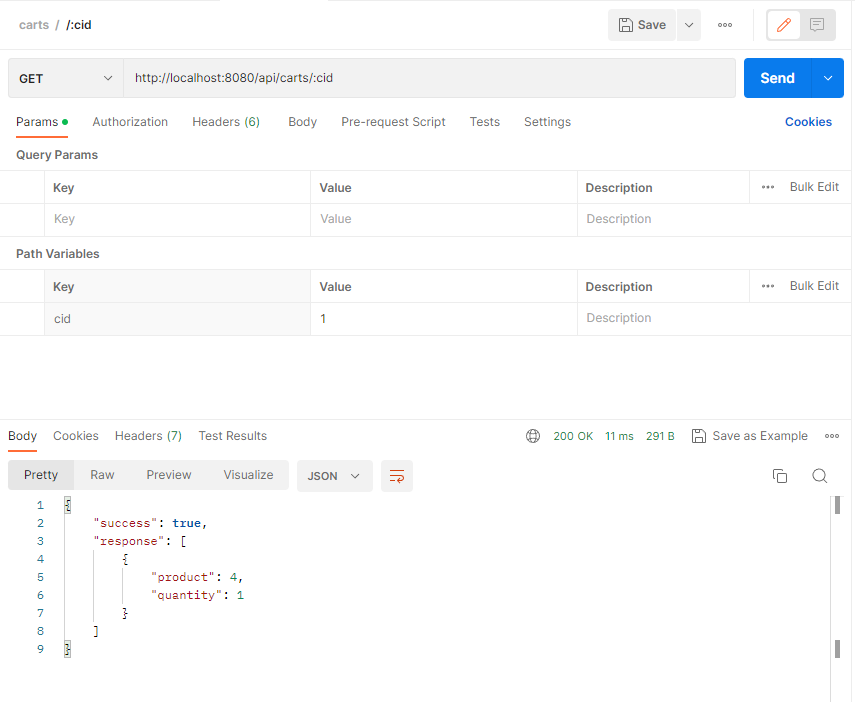 carts / /:cid Save
GET http://localhost:8080/api/carts/:cid Send
Params Authorization Headers (6) Body Pre-request Script Tests Settings Cookies
Query Params
Key Value Description Bulk Edit
Key Value Description
Path Variables
Key Value Description Bulk Edit
cid 1 Description
Body Cookies Headers (7) Test Results 200 OK 11 ms 291 B Save as Example
Pretty Raw Preview Visualize JSON
1 {
2 "success": true,
3 "response": [
4 {
5 "product": 4,
6 "quantity": 1
7 }
8 ]
9 }